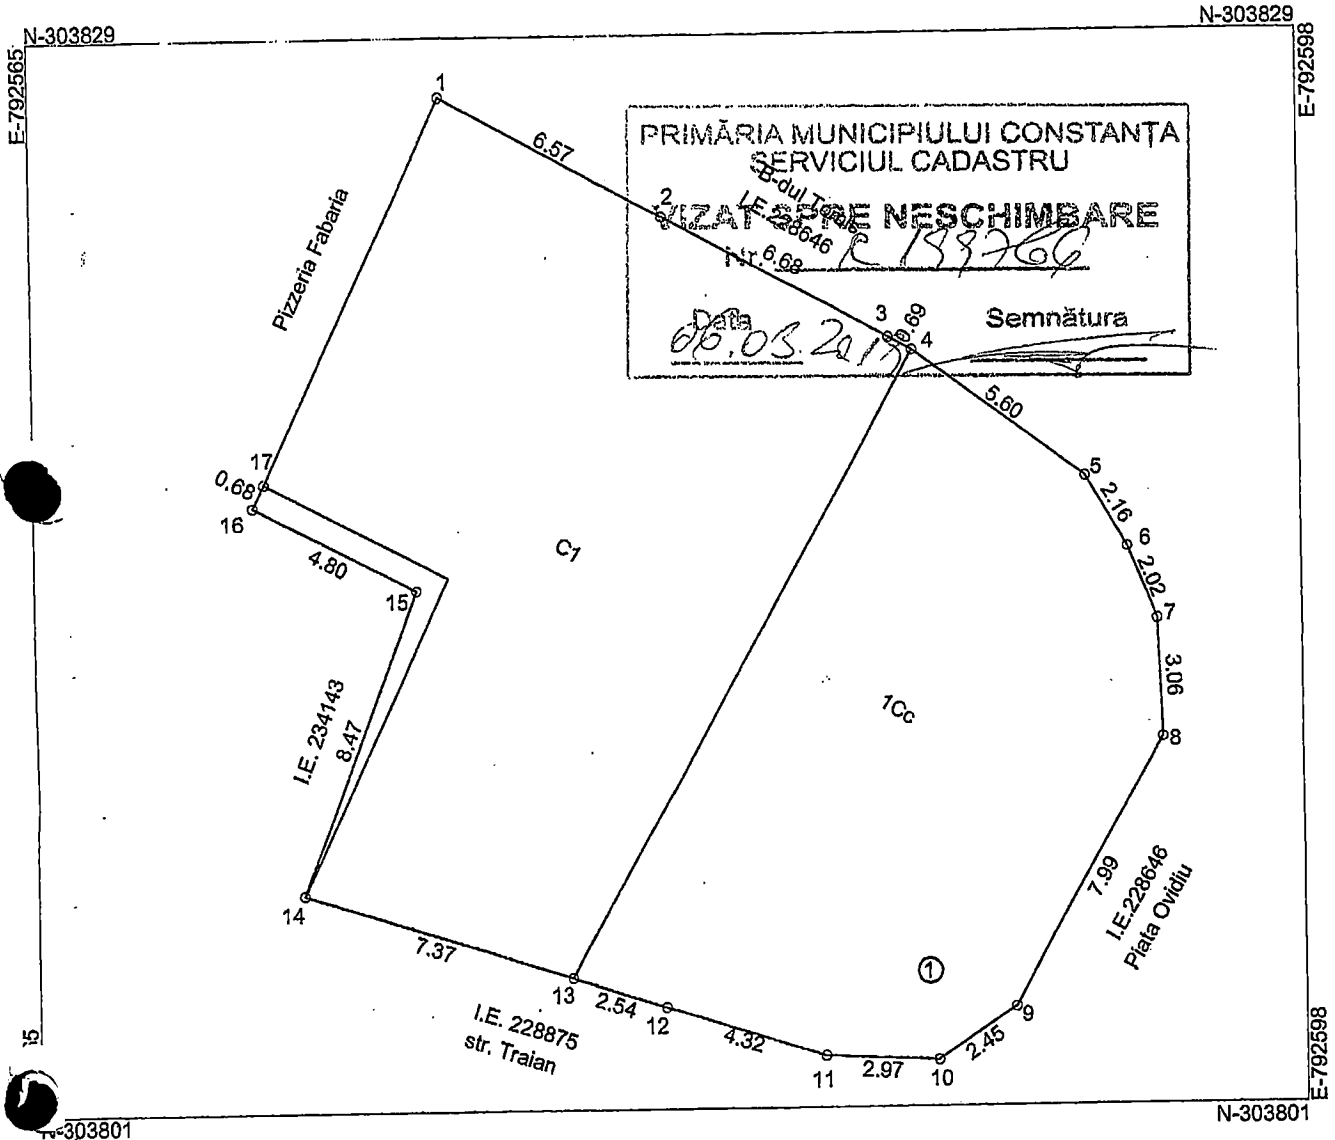 N-303829
N-303829
E-792565
E-792598
1
6.57
PRIMĂRIA MUNICIPIULUI CONSTANȚA
SERVICIUL CADASTRU
B-dul Tomis
I.E.228646
VIZAT SPRE NESCHIMBARE
Nr. R 199766
Pizzeria Fabaria
2
6.68
3
0.69
4
Data
Semnătura
06.03.2017
5.60
5
2.16
6
2.02
7
3.06
8
17
0.68
16
4.80
15
C1
1Cc
I.E. 234143
8.47
7.99
I.E.228646
Piata Ovidiu
14
7.37
13
2.54
12
4.32
11
2.97
10
2.45
9
1
I.E. 228875
str. Traian
E-792598
N-303801
N-303801